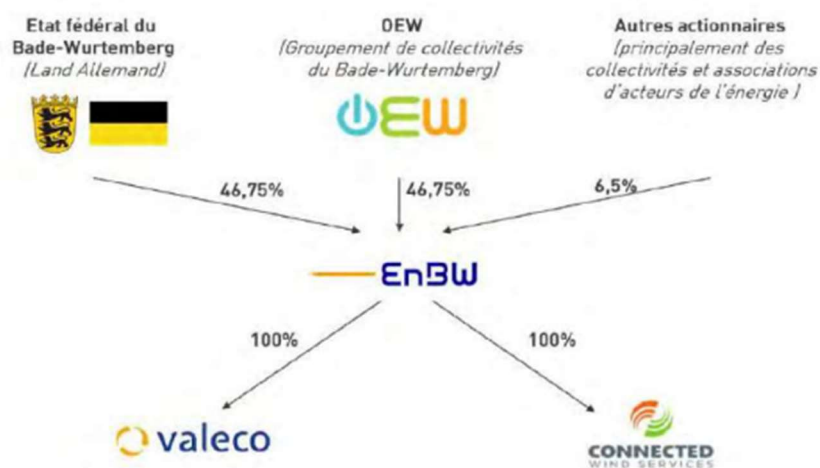 Etat fédéral du
Bade-Wurtemberg
(Land Allemand)
OEW
(Groupement de collectivités
du Bade-Wurtemberg)
OEW
Autres actionnaires
(principalement des
collectivités et associations
d'acteurs de l'énergie )
46,75%
46,75%
6,5%
EnBW
100%
100%
valeco
CONNECTED
WIND SERVICES